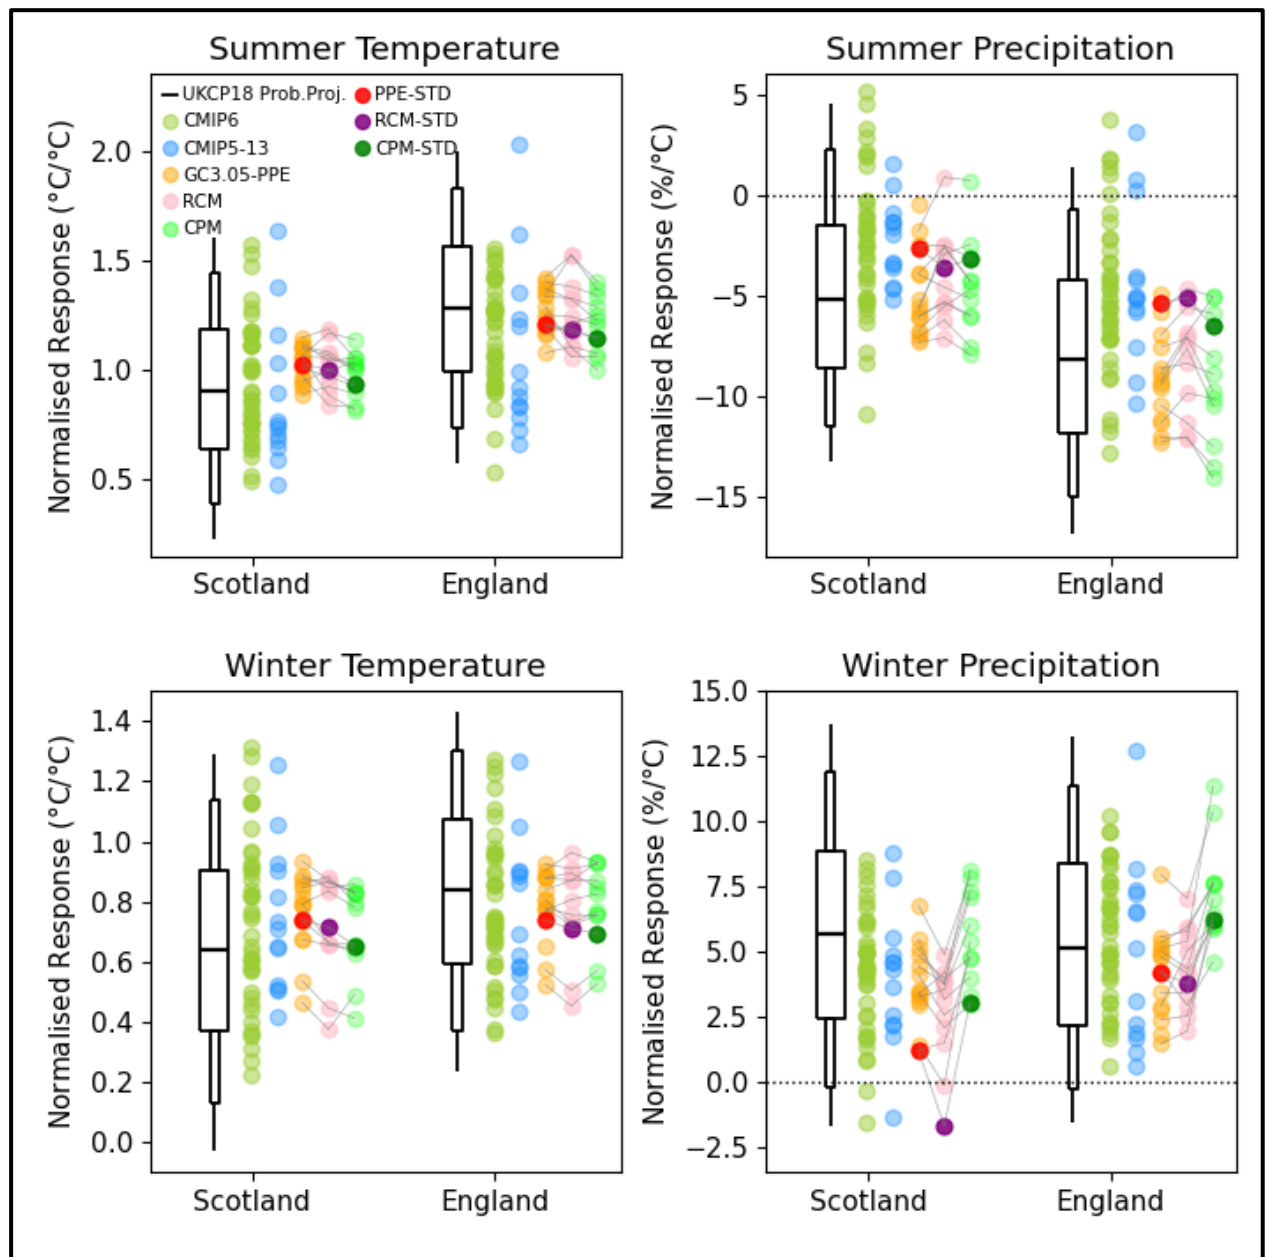 Summer Temperature
Normalised Response (°C/°C)
2.0
1.5
1.0
0.5
UKCP18 Prob.Proj.
CMIP6
CMIP5-13
GC3.05-PPE
RCM
CPM
PPE-STD
RCM-STD
CPM-STD
Scotland
England
Summer Precipitation
Normalised Response (%/°C)
5
0
−5
−10
−15
Scotland
England
Winter Temperature
Normalised Response (°C/°C)
1.4
1.2
1.0
0.8
0.6
0.4
0.2
0.0
Scotland
England
Winter Precipitation
Normalised Response (%/°C)
15.0
12.5
10.0
7.5
5.0
2.5
0.0
−2.5
Scotland
England